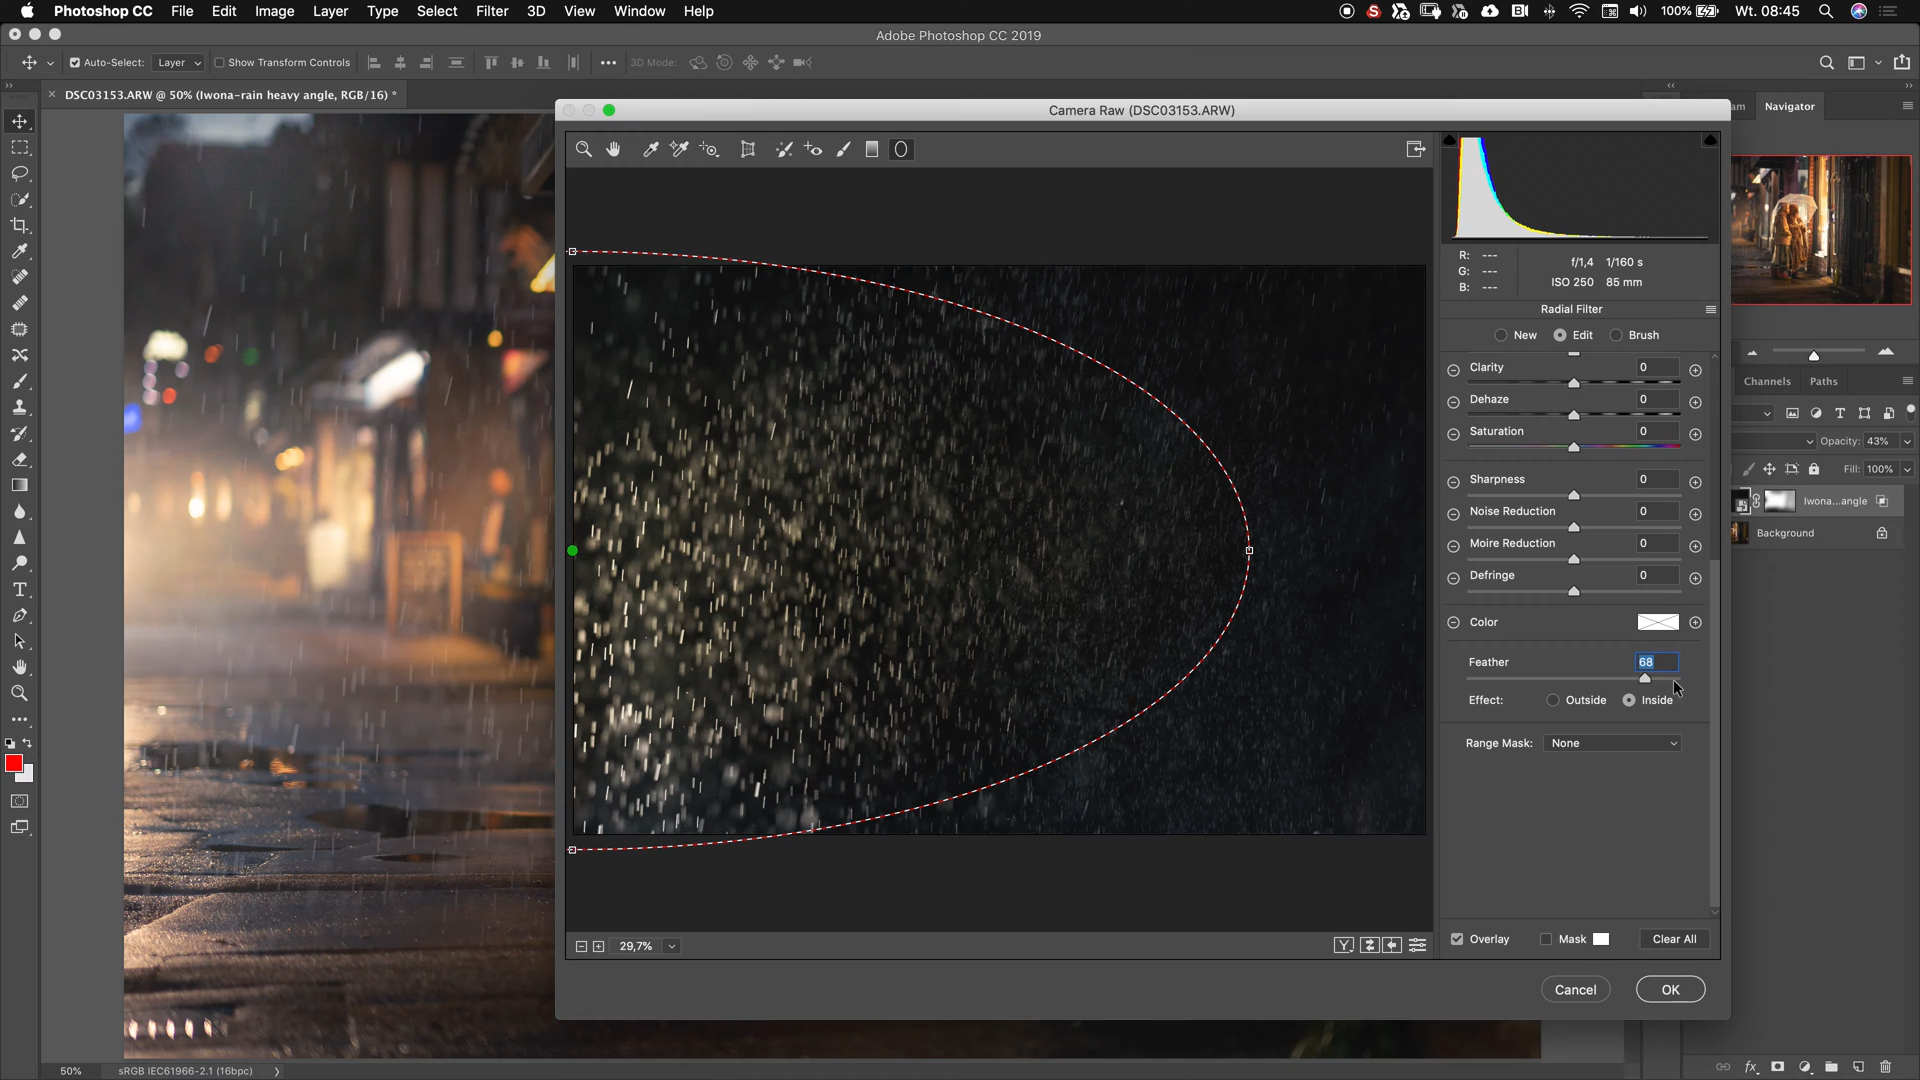 Photoshop CC File Edit Image Layer Type Select Filter 3D View Window Help 100% Wt. 08:45
Adobe Photoshop CC 2019
Auto-Select: Layer Show Transform Controls 3D Mode:
DSC03153.ARW @ 50% (Iwona-rain heavy angle, RGB/16) *
Camera Raw (DSC03153.ARW)
am Navigator
R: ---
G: ---
B: ---
f/1,4 1/160 s
ISO 250 85 mm
Radial Filter
New Edit Brush
Clarity 0
Dehaze 0
Saturation 0
Sharpness 0
Noise Reduction 0
Moire Reduction 0
Defringe 0
Color
Feather 68
Effect: Outside Inside
Range Mask: None
Overlay Mask Clear All
29,7% Y
Cancel OK
Channels Paths
Opacity: 43%
Fill: 100%
Iwona...angle
Background
50% sRGB IEC61966-2.1 (16bpc)
fx